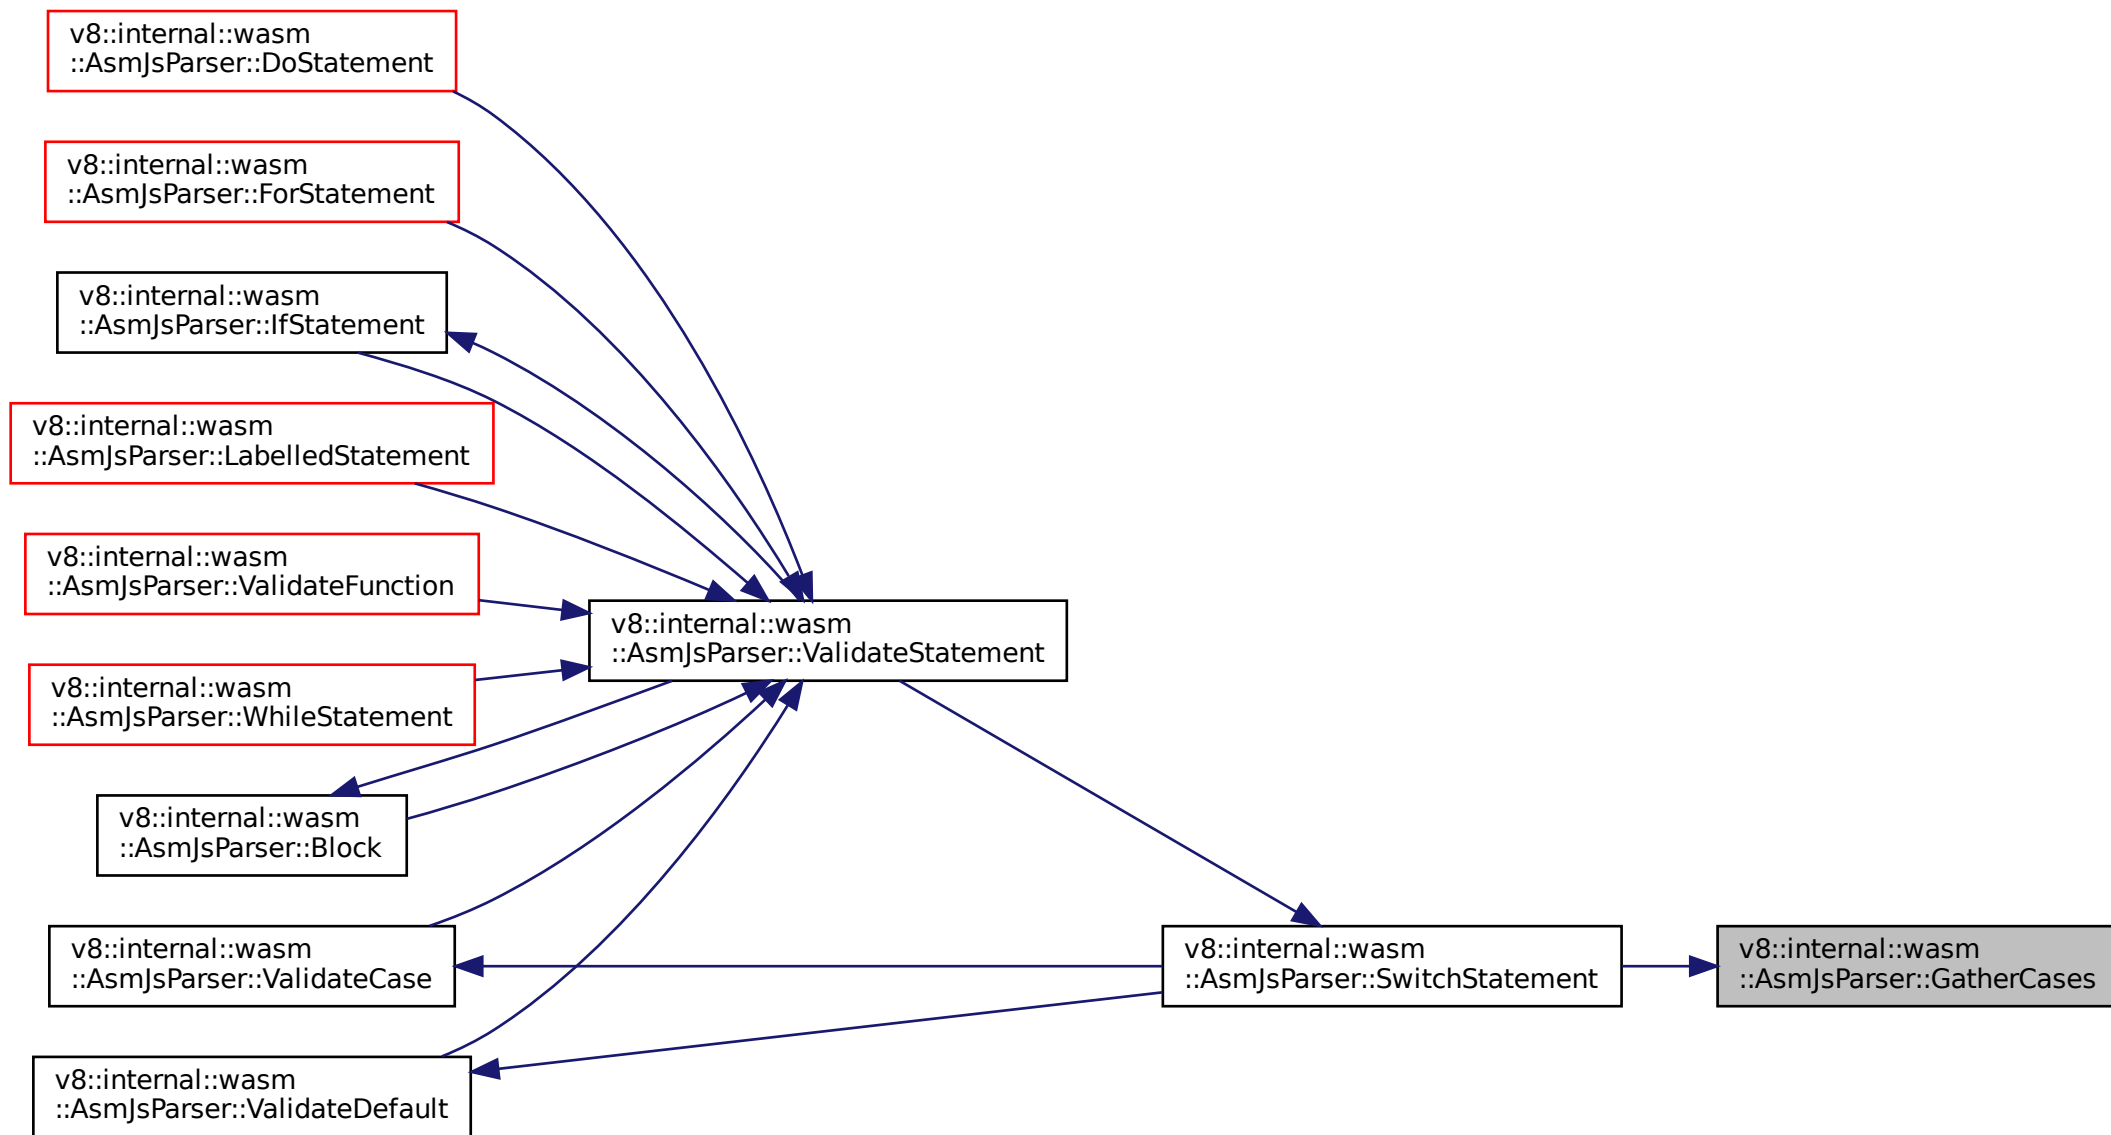 v8::internal::wasm
::AsmJsParser::DoStatement
v8::internal::wasm
::AsmJsParser::ForStatement
v8::internal::wasm
::AsmJsParser::IfStatement
v8::internal::wasm
::AsmJsParser::LabelledStatement
v8::internal::wasm
::AsmJsParser::ValidateFunction
v8::internal::wasm
::AsmJsParser::ValidateStatement
v8::internal::wasm
::AsmJsParser::WhileStatement
v8::internal::wasm
::AsmJsParser::Block
v8::internal::wasm
::AsmJsParser::ValidateCase
v8::internal::wasm
::AsmJsParser::SwitchStatement
v8::internal::wasm
::AsmJsParser::GatherCases
v8::internal::wasm
::AsmJsParser::ValidateDefault